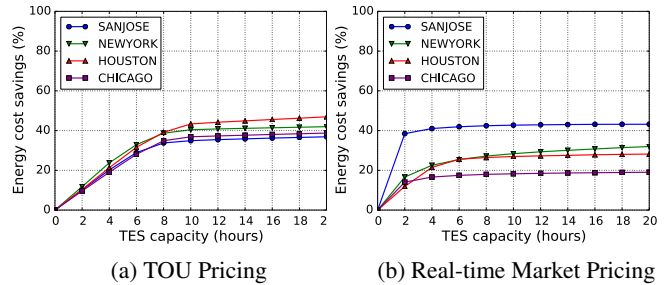 100
80
60
40
20
0
Energy cost savings (%)
SANJOSE
NEWYORK
HOUSTON
CHICAGO
0 2 4 6 8 10 12 14 16 18 2
TES capacity (hours)
(a) TOU Pricing
100
80
60
40
20
0
Energy cost savings (%)
SANJOSE
NEWYORK
HOUSTON
CHICAGO
0 2 4 6 8 10 12 14 16 18 20
TES capacity (hours)
(b) Real-time Market Pricing